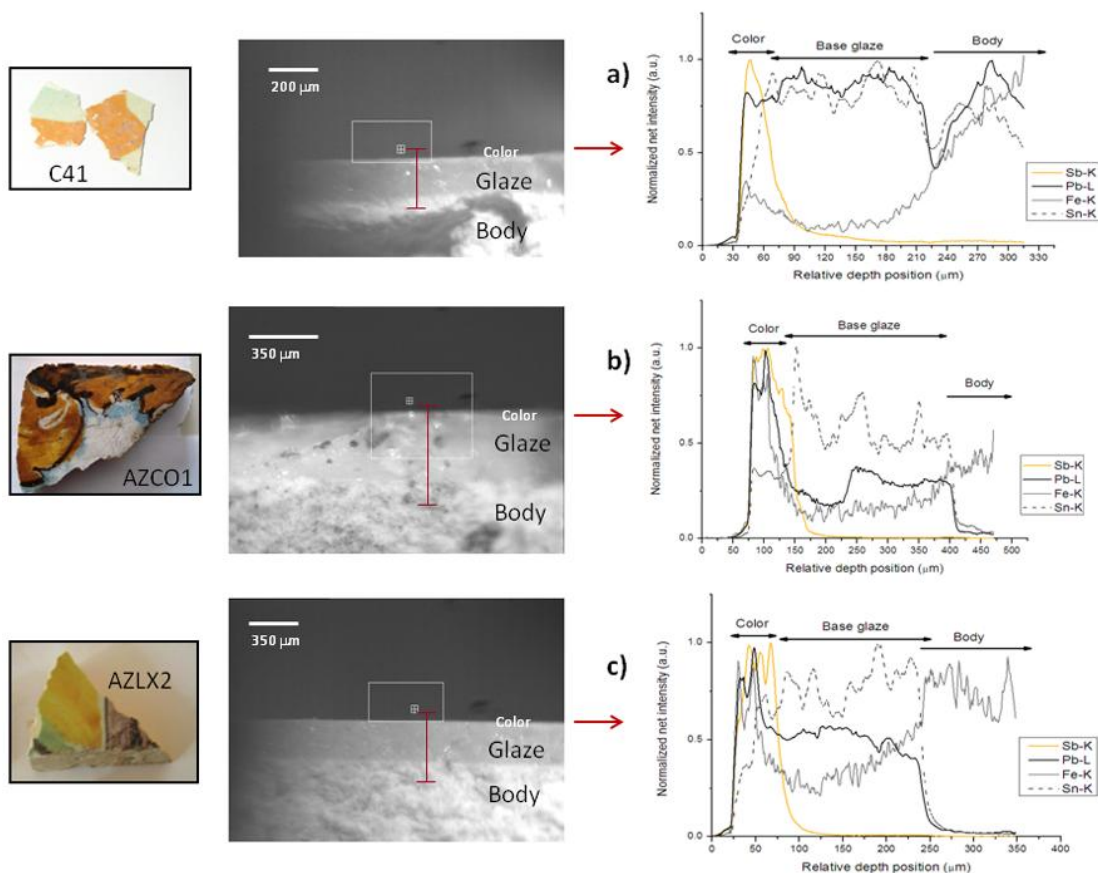 C41
200 μm
Color
Glaze
Body
a)
Color
Base glaze
Body
Normalized net intensity (a.u.)
1.0
0.5
0.0
Sb-K
Pb-L
Fe-K
Sn-K
0 30 60 90 120 150 180 210 240 270 300 330
Relative depth position (μm)
AZCO1
350 μm
Color
Glaze
Body
b)
Color
Base glaze
Body
Normalized net intensity (a.u.)
1.0
0.5
0.0
Sb-K
Pb-L
Fe-K
Sn-K
0 50 100 150 200 250 300 350 400 450 500
Relative depth position (μm)
AZLX2
350 μm
Color
Glaze
Body
c)
Color
Base glaze
Body
Normalized net intensity (a.u.)
1.0
0.5
0.0
Sb-K
Pb-L
Fe-K
Sn-K
0 50 100 150 200 250 300 350 400
Relative depth position (μm)